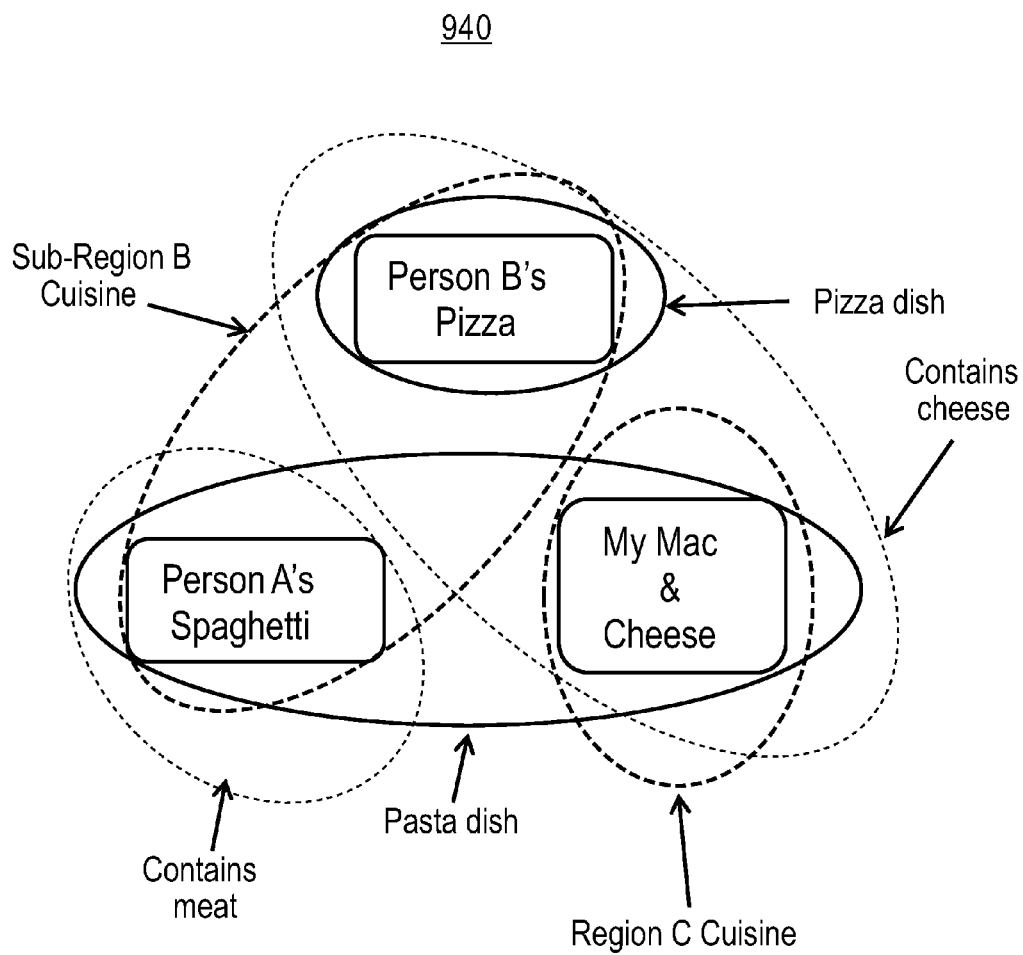 940
Sub-Region B
Cuisine
Person B’s
Pizza
Pizza dish
Contains
cheese
Person A’s
Spaghetti
My Mac
&
Cheese
Pasta dish
Contains
meat
Region C Cuisine